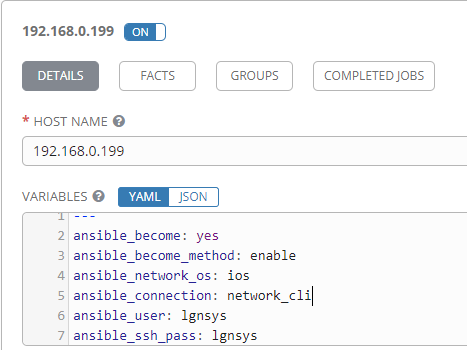 192.168.0.199 ON
DETAILS FACTS GROUPS COMPLETED JOBS
* HOST NAME ?
192.168.0.199
VARIABLES ? YAML JSON
1 ---
2 ansible_become: yes
3 ansible_become_method: enable
4 ansible_network_os: ios
5 ansible_connection: network_cli
6 ansible_user: lgnsys
7 ansible_ssh_pass: lgnsys